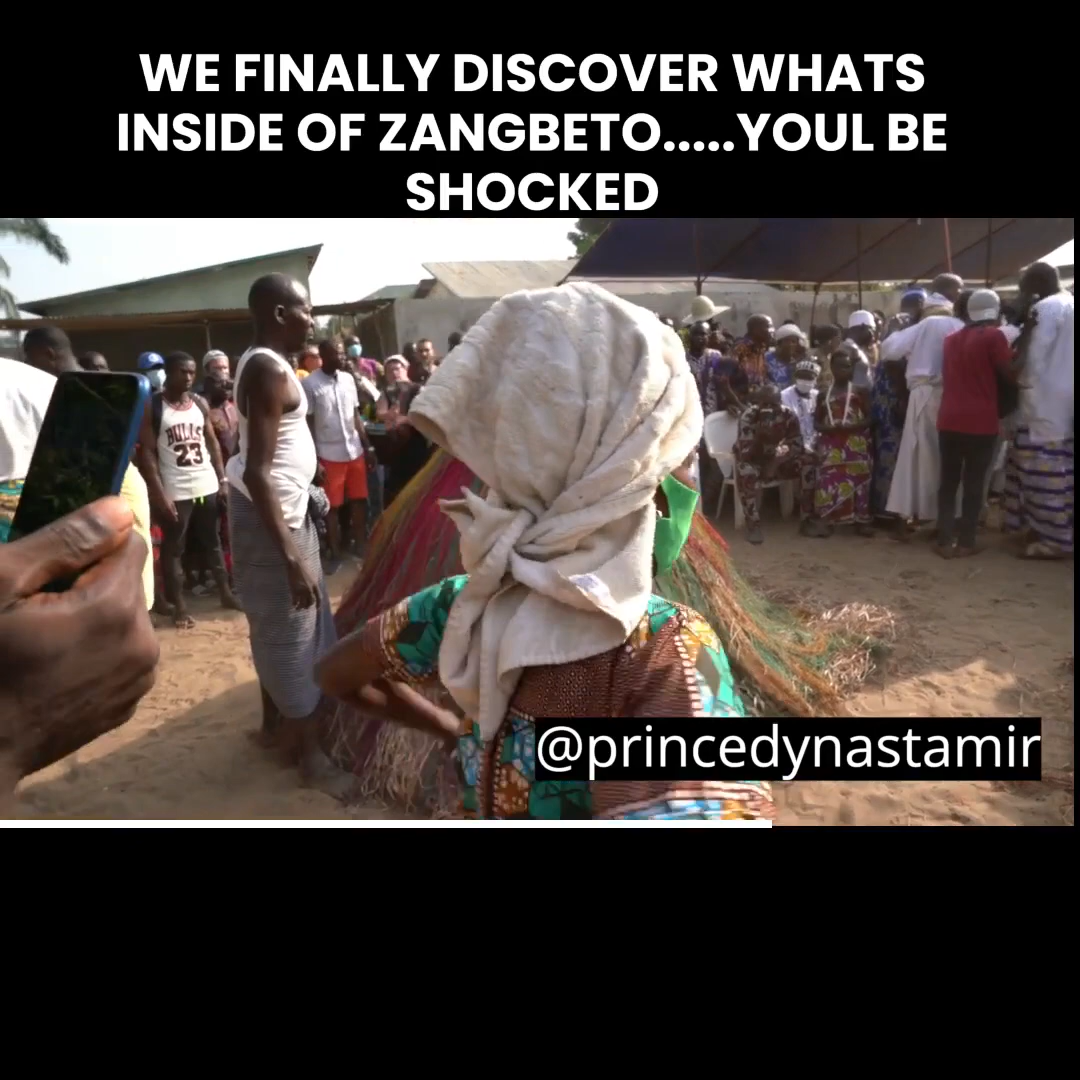 WE FINALLY DISCOVER WHATS
INSIDE OF ZANGBETO.....YOUL BE
SHOCKED
BULLS
23
@princedynastamir